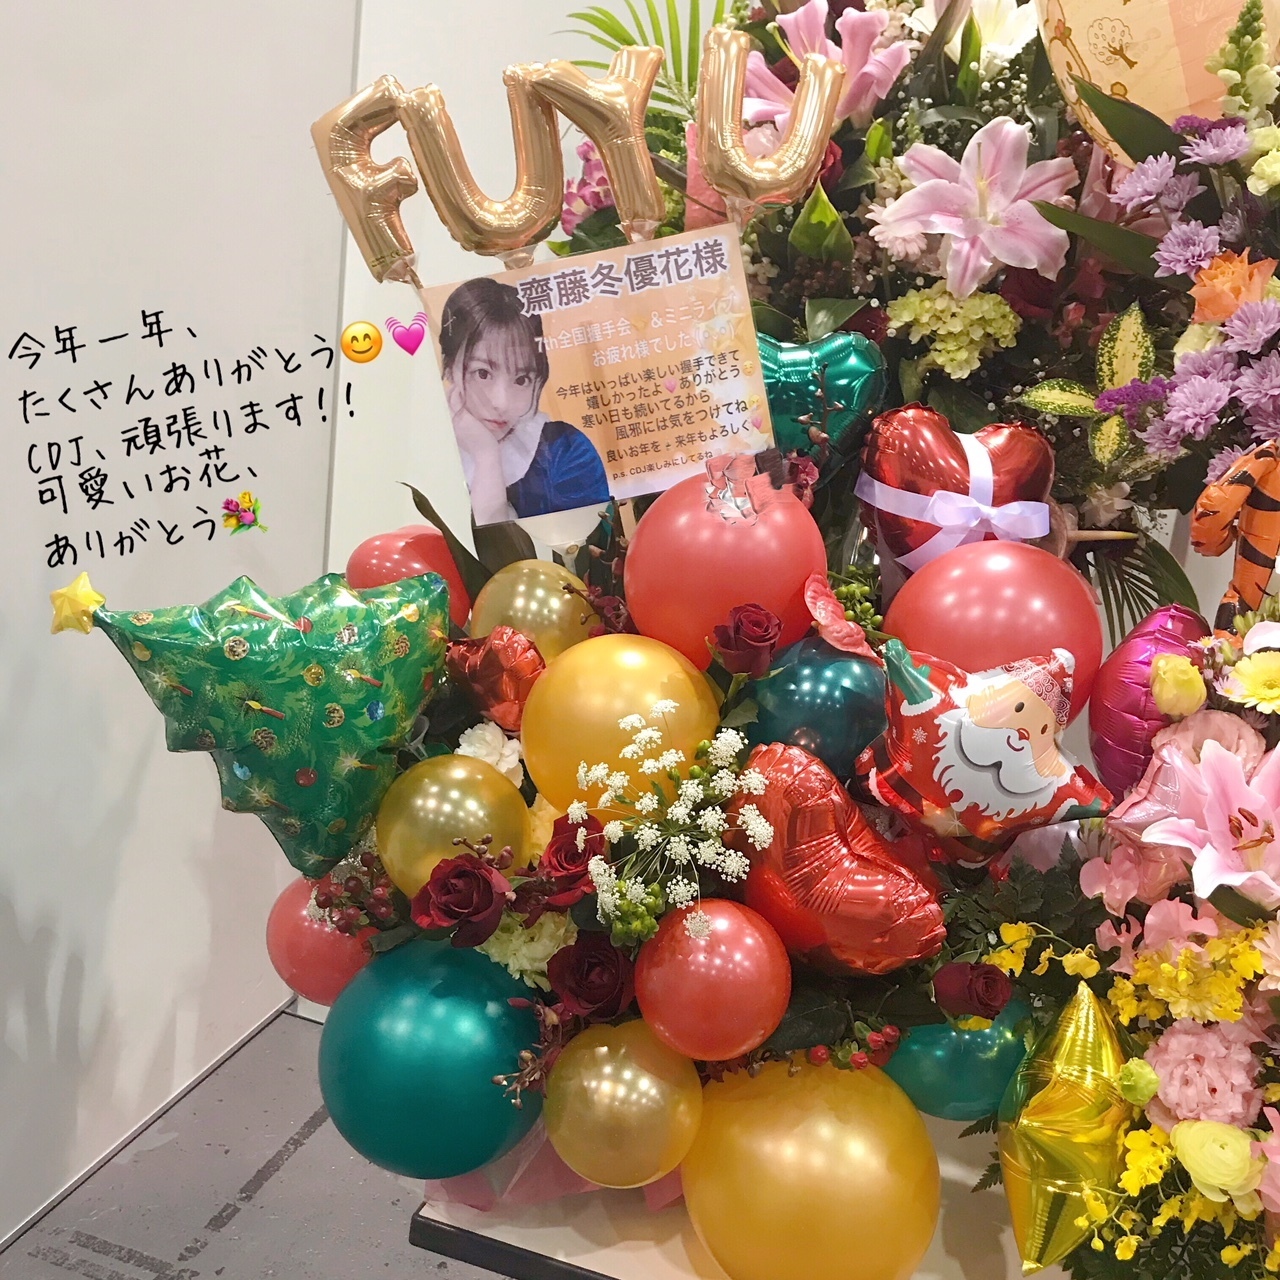 FUYU
齋藤冬優花様
7th全国握手会✨&ミニライブ
お疲れ様でした
今年はいっぱい楽しい握手できて
嬉しかったよ💗ありがとう☺️
寒い日も続いてるから
風邪には気をつけてね
良いお年を + 来年もよろしく
p.s. CDJ楽しみにしてるね
今年一年、
たくさんありがとう😊💓
CDJ、頑張ります!!
可愛いお花、
ありがとう💐